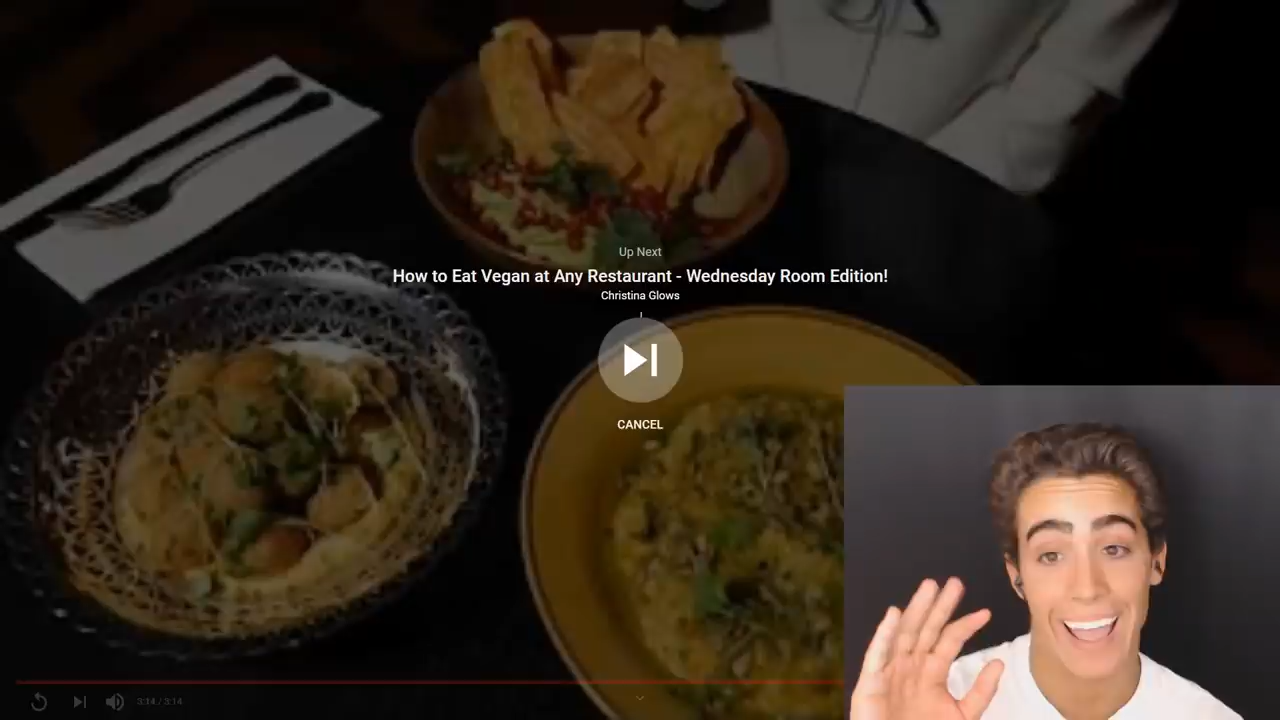 Up Next
How to Eat Vegan at Any Restaurant - Wednesday Room Edition!
Christina Glows
CANCEL
3:14 / 3:14